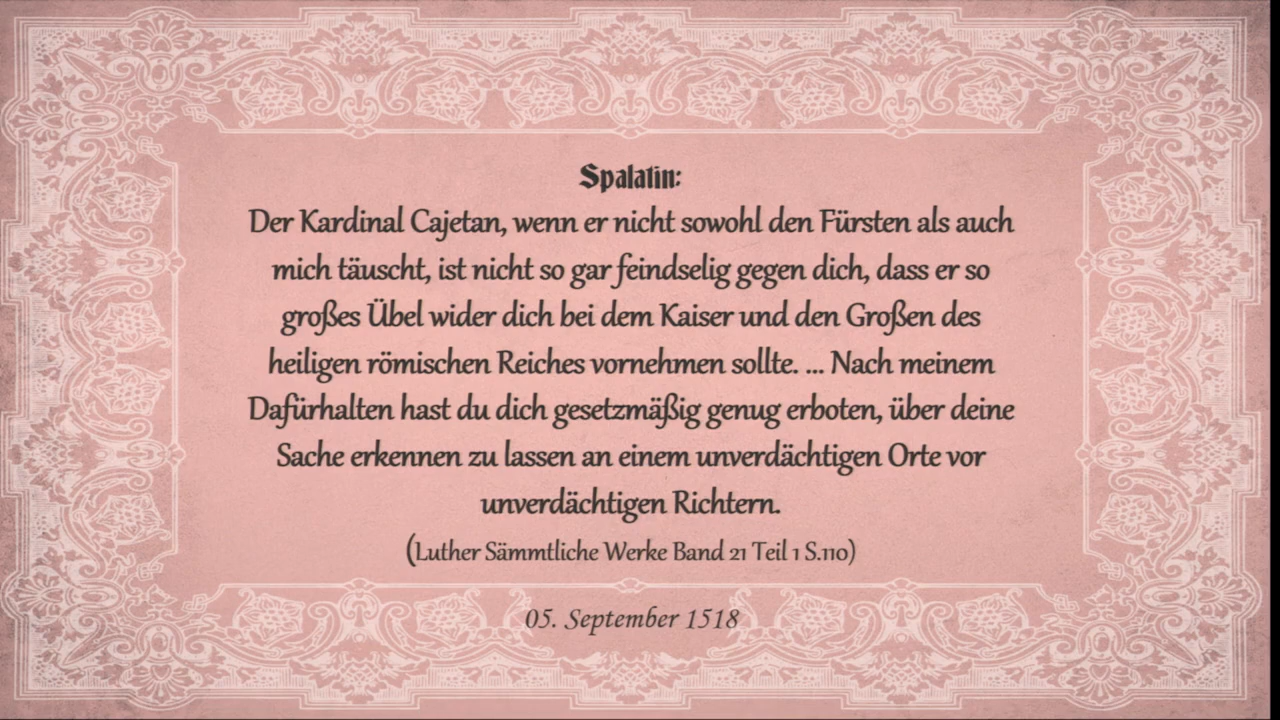 Spalatin:
Der Kardinal Cajetan, wenn er nicht sowohl den Fürsten als auch
mich täuscht, ist nicht so gar feindselig gegen dich, dass er so
großes Übel wider dich bei dem Kaiser und den Großen des
heiligen römischen Reiches vornehmen sollte. ... Nach meinem
Dafürhalten hast du dich gesetzmäßig genug erboten, über deine
Sache erkennen zu lassen an einem unverdächtigen Orte vor
unverdächtigen Richtern.
(Luther Sämmtliche Werke Band 21 Teil 1 S.110)
05. September 1518